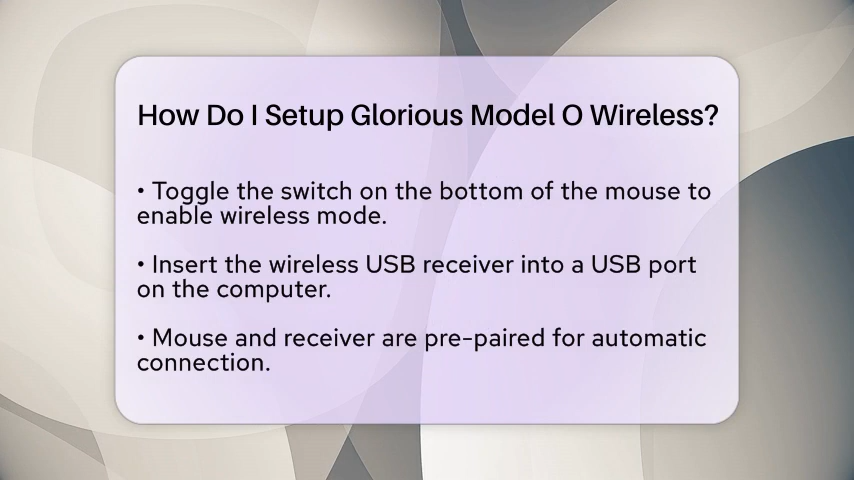 How Do I Setup Glorious Model O Wireless?
• Toggle the switch on the bottom of the mouse to
enable wireless mode.
• Insert the wireless USB receiver into a USB port
on the computer.
• Mouse and receiver are pre-paired for automatic
connection.